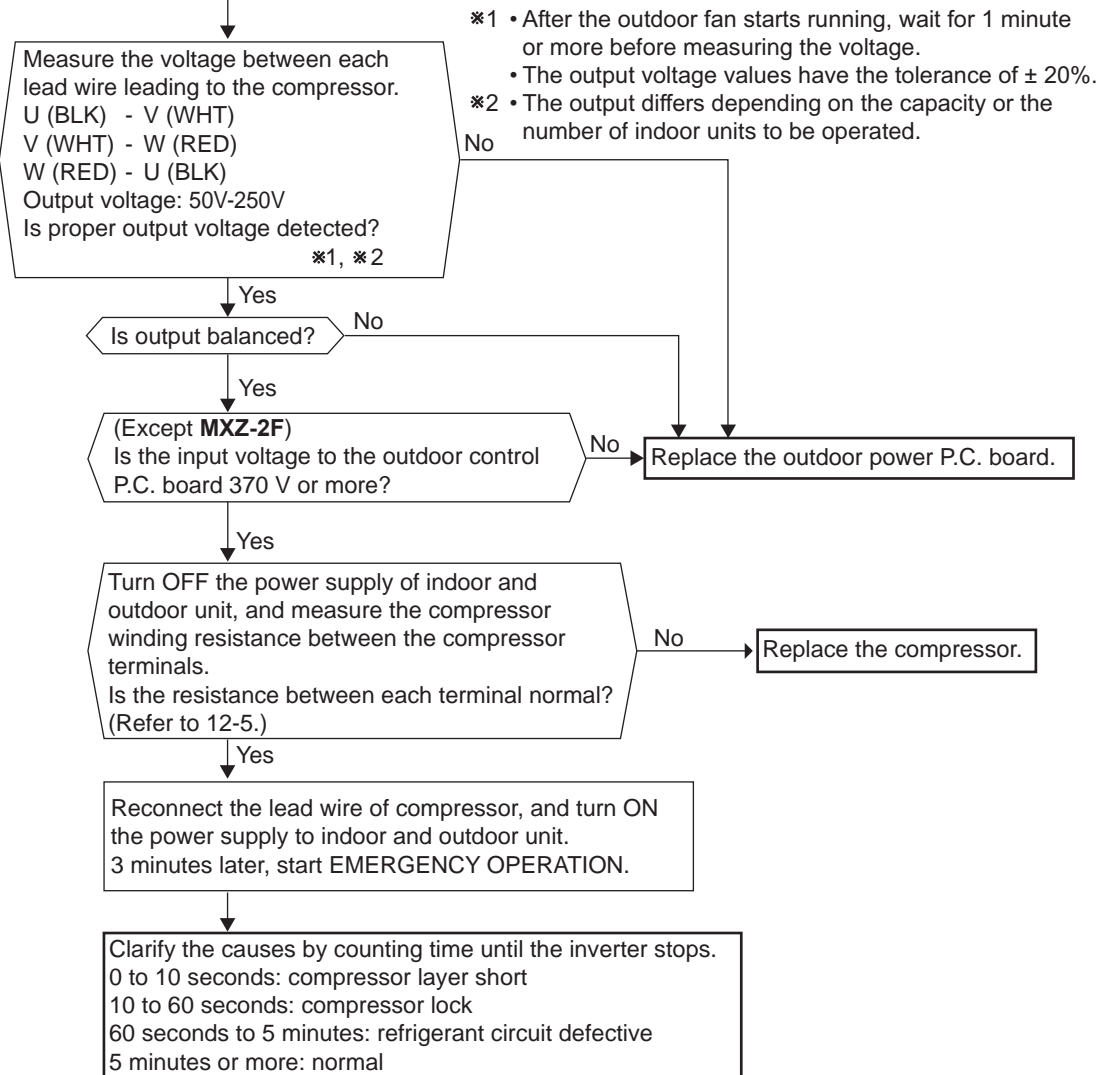 ※1 • After the outdoor fan starts running, wait for 1 minute
or more before measuring the voltage.
• The output voltage values have the tolerance of ± 20%.
※2 • The output differs depending on the capacity or the
number of indoor units to be operated.
Measure the voltage between each
lead wire leading to the compressor.
U (BLK) - V (WHT)
V (WHT) - W (RED)
W (RED) - U (BLK)
Output voltage: 50V-250V
Is proper output voltage detected?
※1, ※2
No
Yes
Is output balanced?
No
Yes
(Except MXZ-2F)
Is the input voltage to the outdoor control
P.C. board 370 V or more?
No
Replace the outdoor power P.C. board.
Yes
Turn OFF the power supply of indoor and
outdoor unit, and measure the compressor
winding resistance between the compressor
terminals.
Is the resistance between each terminal normal?
(Refer to 12-5.)
No
Replace the compressor.
Yes
Reconnect the lead wire of compressor, and turn ON
the power supply to indoor and outdoor unit.
3 minutes later, start EMERGENCY OPERATION.
Clarify the causes by counting time until the inverter stops.
0 to 10 seconds: compressor layer short
10 to 60 seconds: compressor lock
60 seconds to 5 minutes: refrigerant circuit defective
5 minutes or more: normal